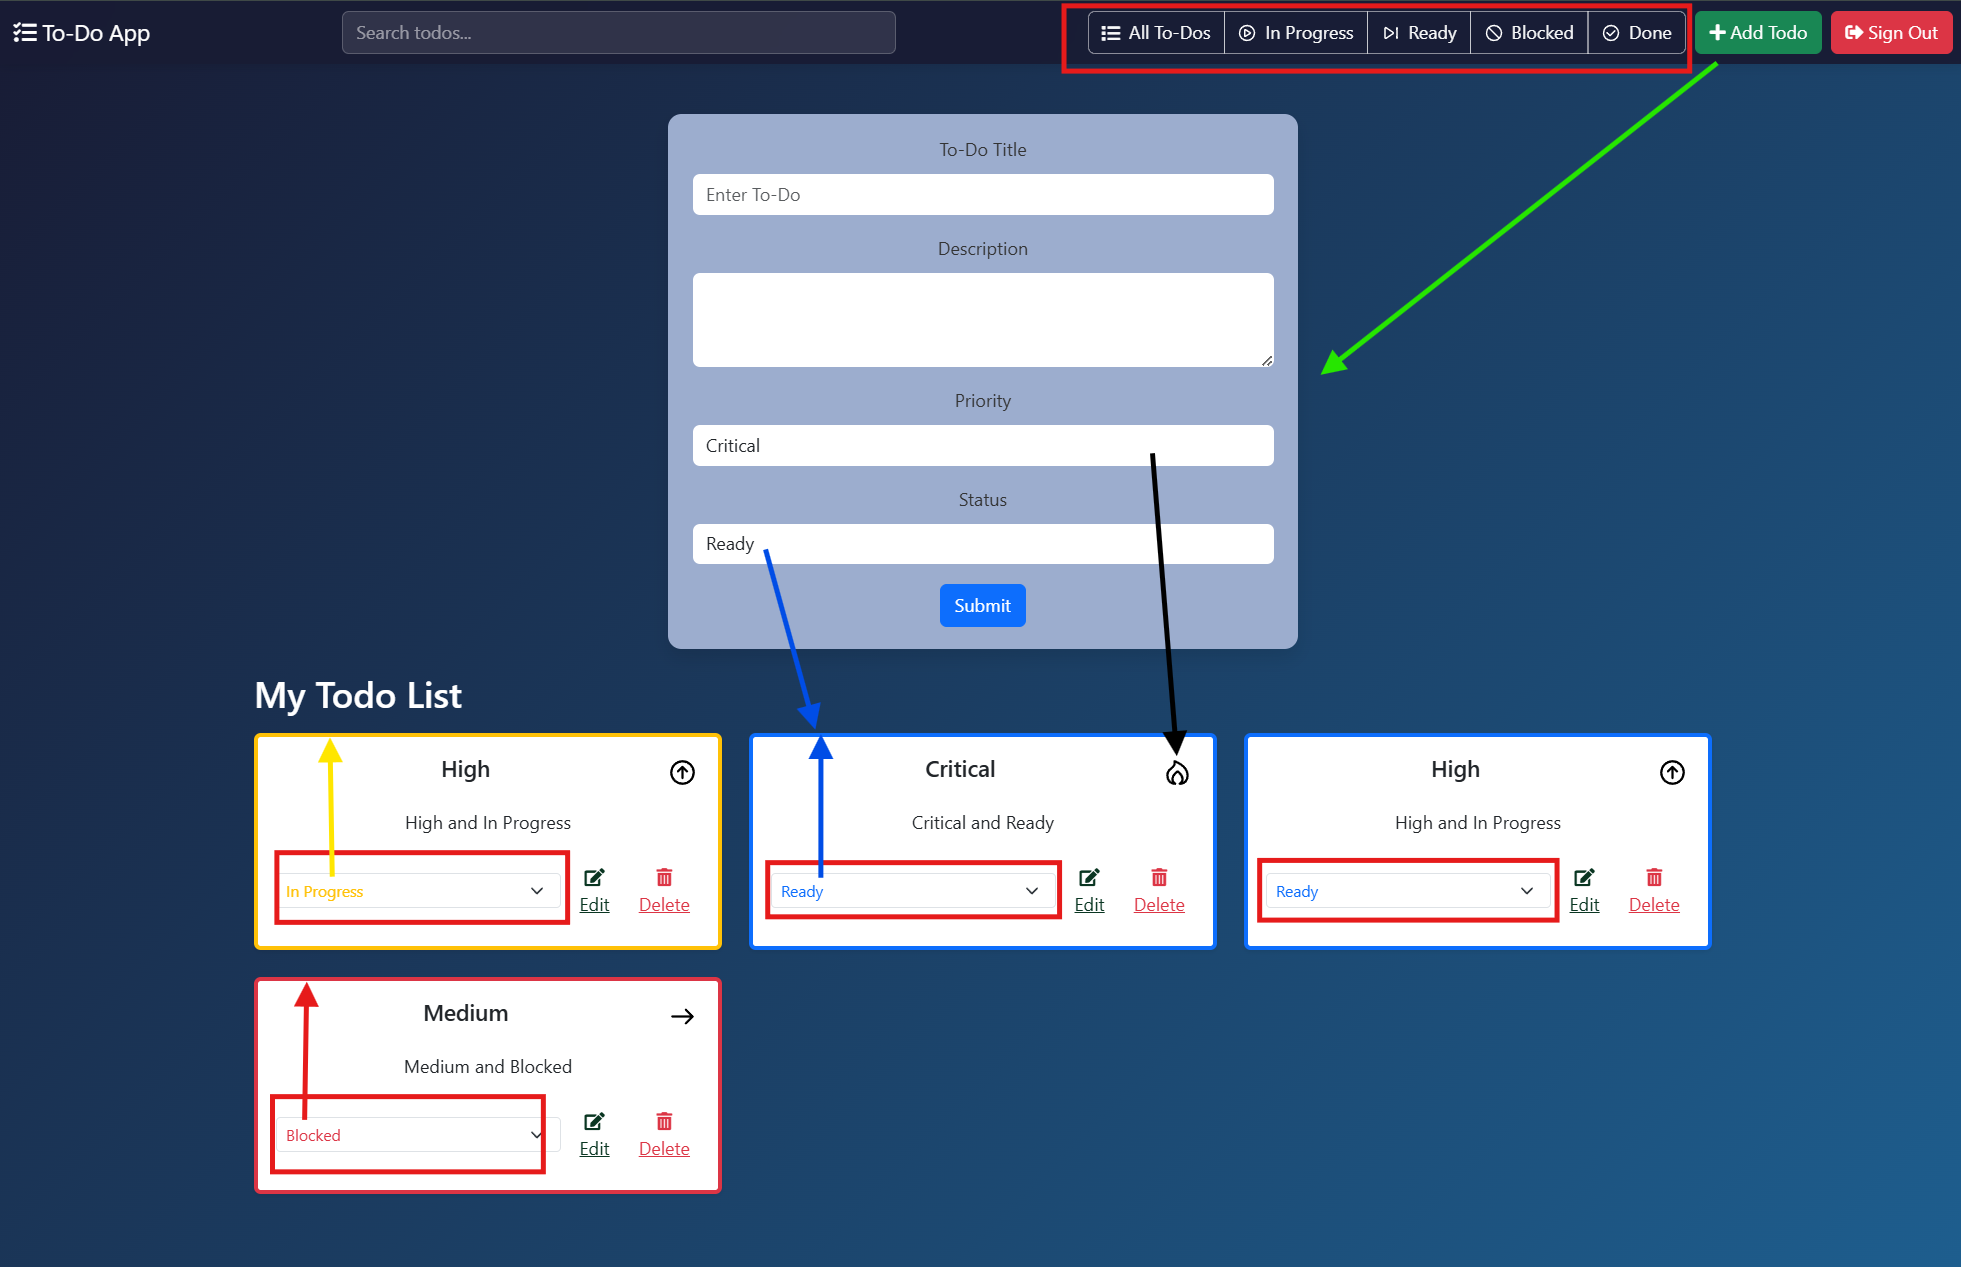 To-Do App
Search todos...
All To-Dos
In Progress
Ready
Blocked
Done
Add Todo
Sign Out
To-Do Title
Enter To-Do
Description
Priority
Critical
Status
Ready
Submit
My Todo List
High
High and In Progress
In Progress
Edit
Delete
Critical
Critical and Ready
Ready
Edit
Delete
High
High and In Progress
Ready
Edit
Delete
Medium
Medium and Blocked
Blocked
Edit
Delete